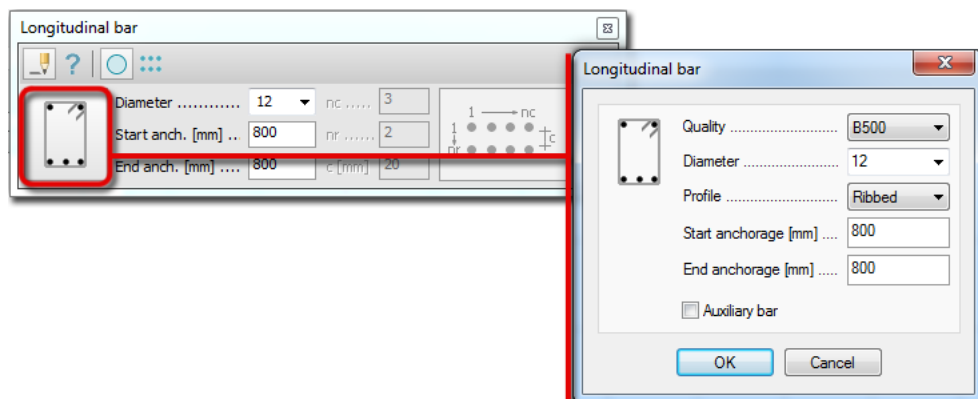 Longitudinal bar
?
Diameter ............ 12 nc ..... 3
Start anch. [mm] .. 800 nr ...... 2
End anch. [mm] .... 800 c [mm] 20
1 nc
1
nr
c
Longitudinal bar
Quality ........................... B500
Diameter ........................ 12
Profile ............................ Ribbed
Start anchorage [mm] .... 800
End anchorage [mm] ..... 800
Auxiliary bar
OK Cancel